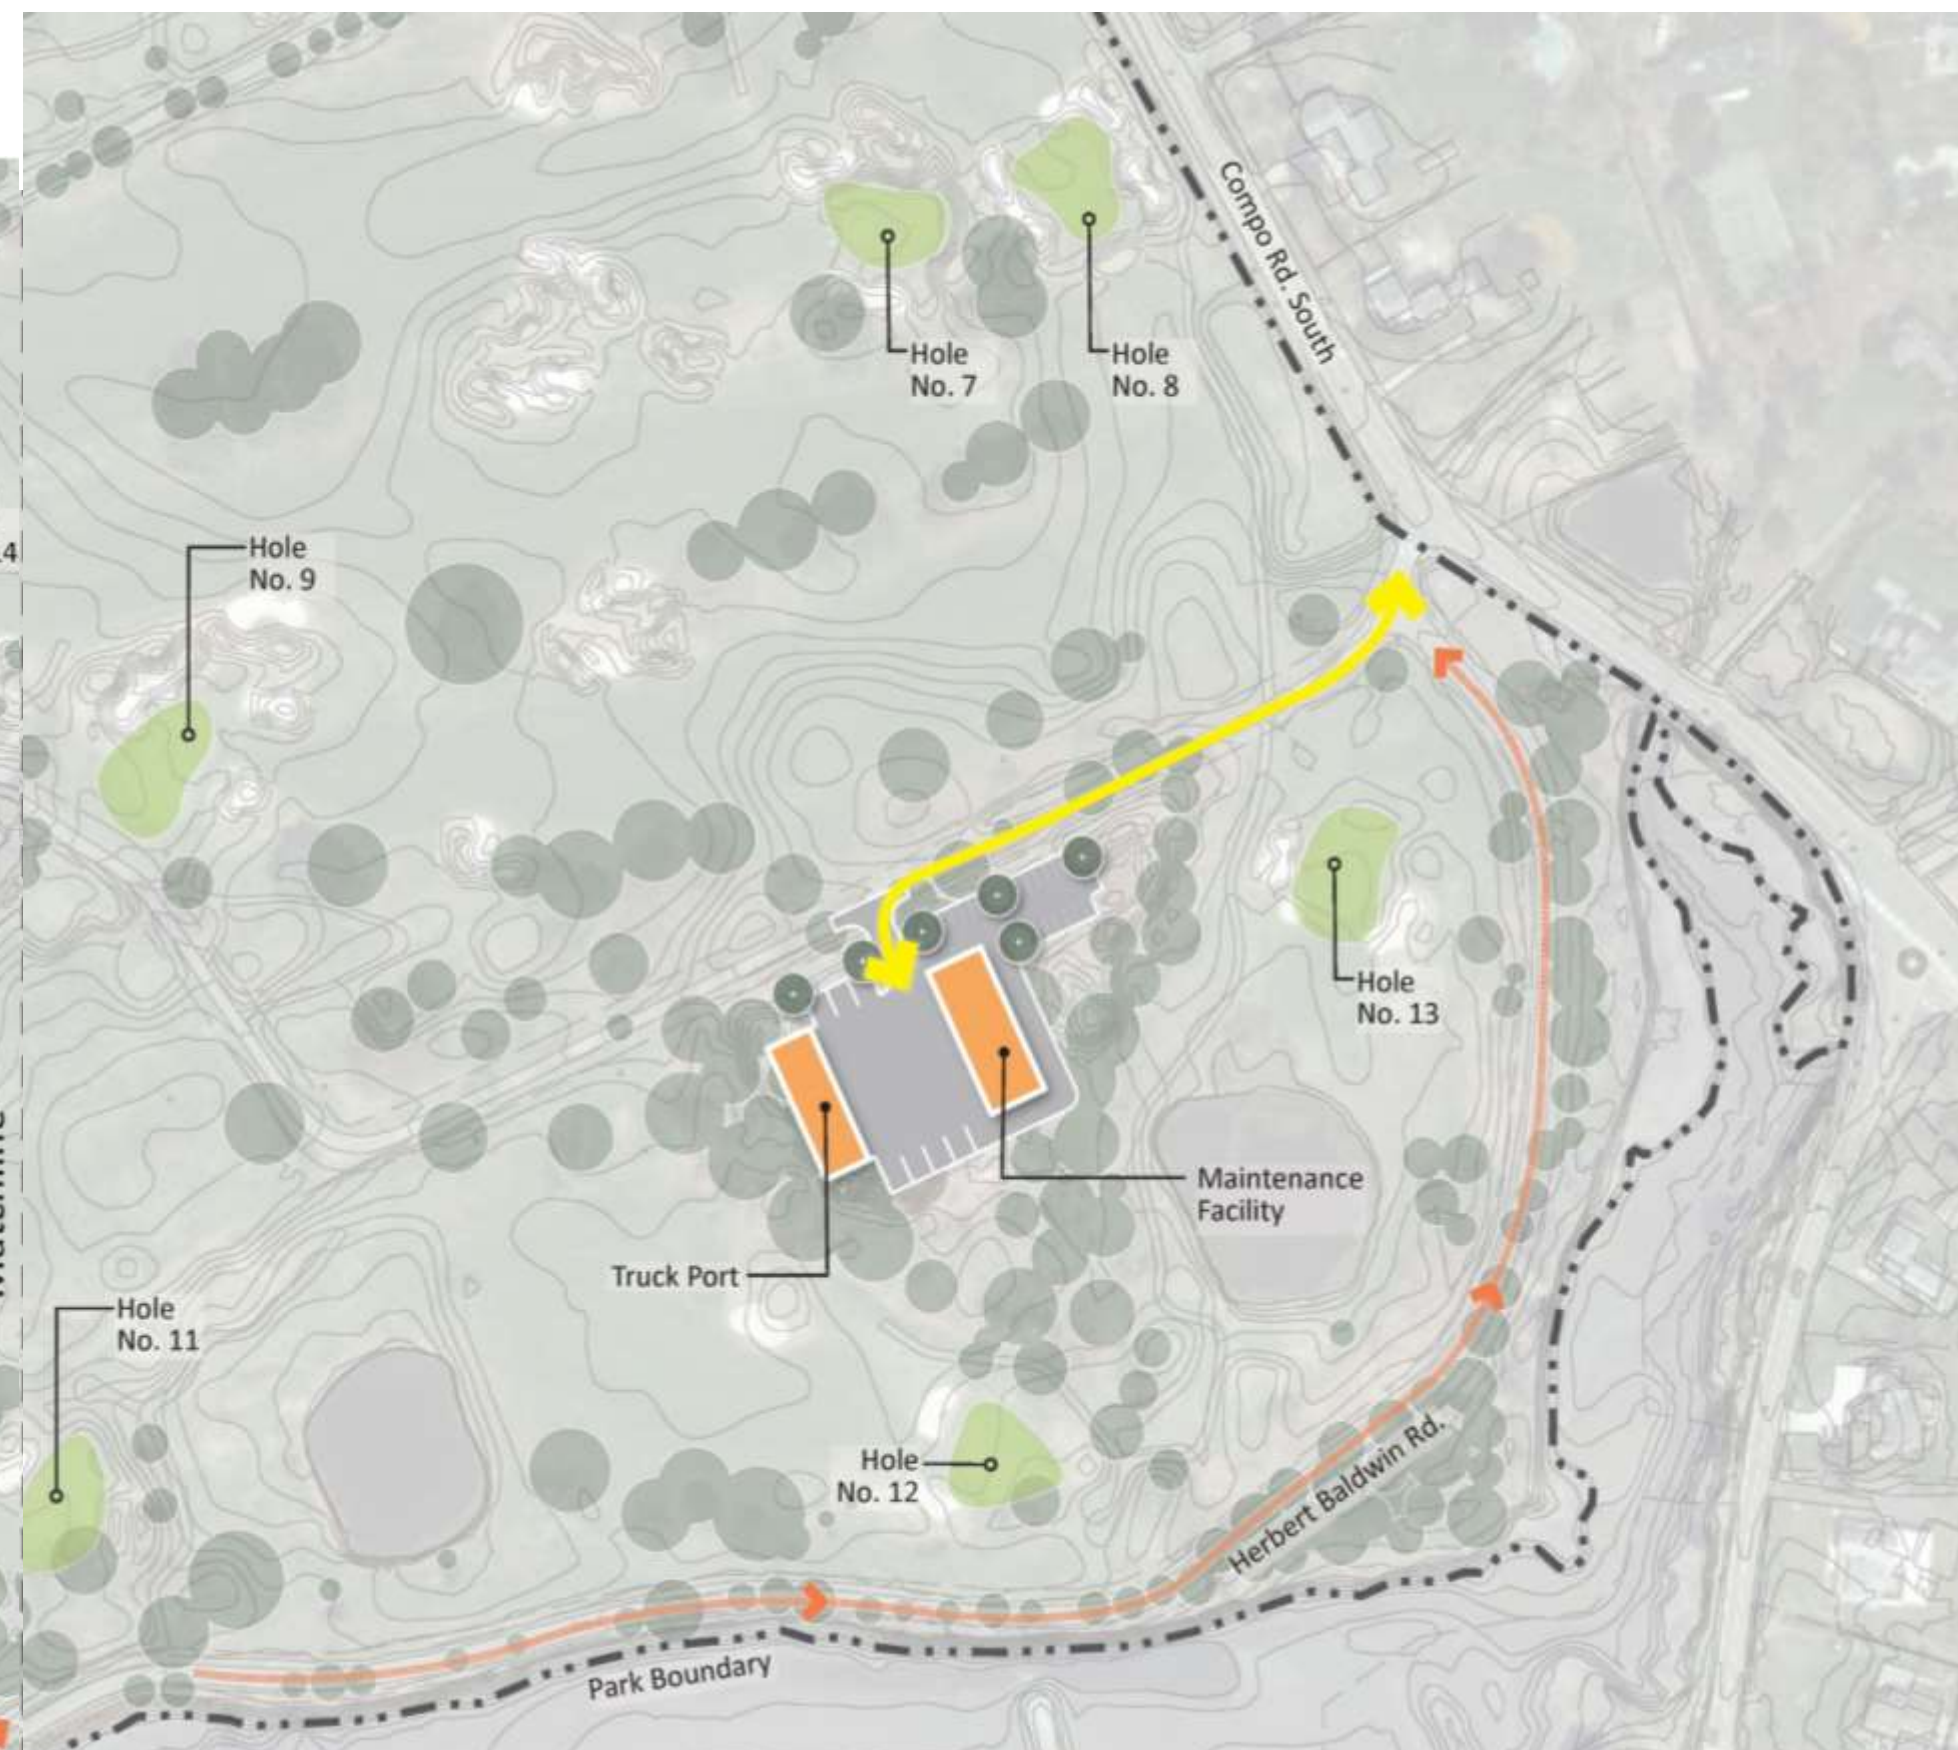 Compo Rd. South
Hole
No. 7
Hole
No. 8
4
Hole
No. 9
Hole
No. 13
Maintenance
Facility
Truck Port
Hole
No. 11
Hole
No. 12
Herbert Baldwin Rd.
Park Boundary